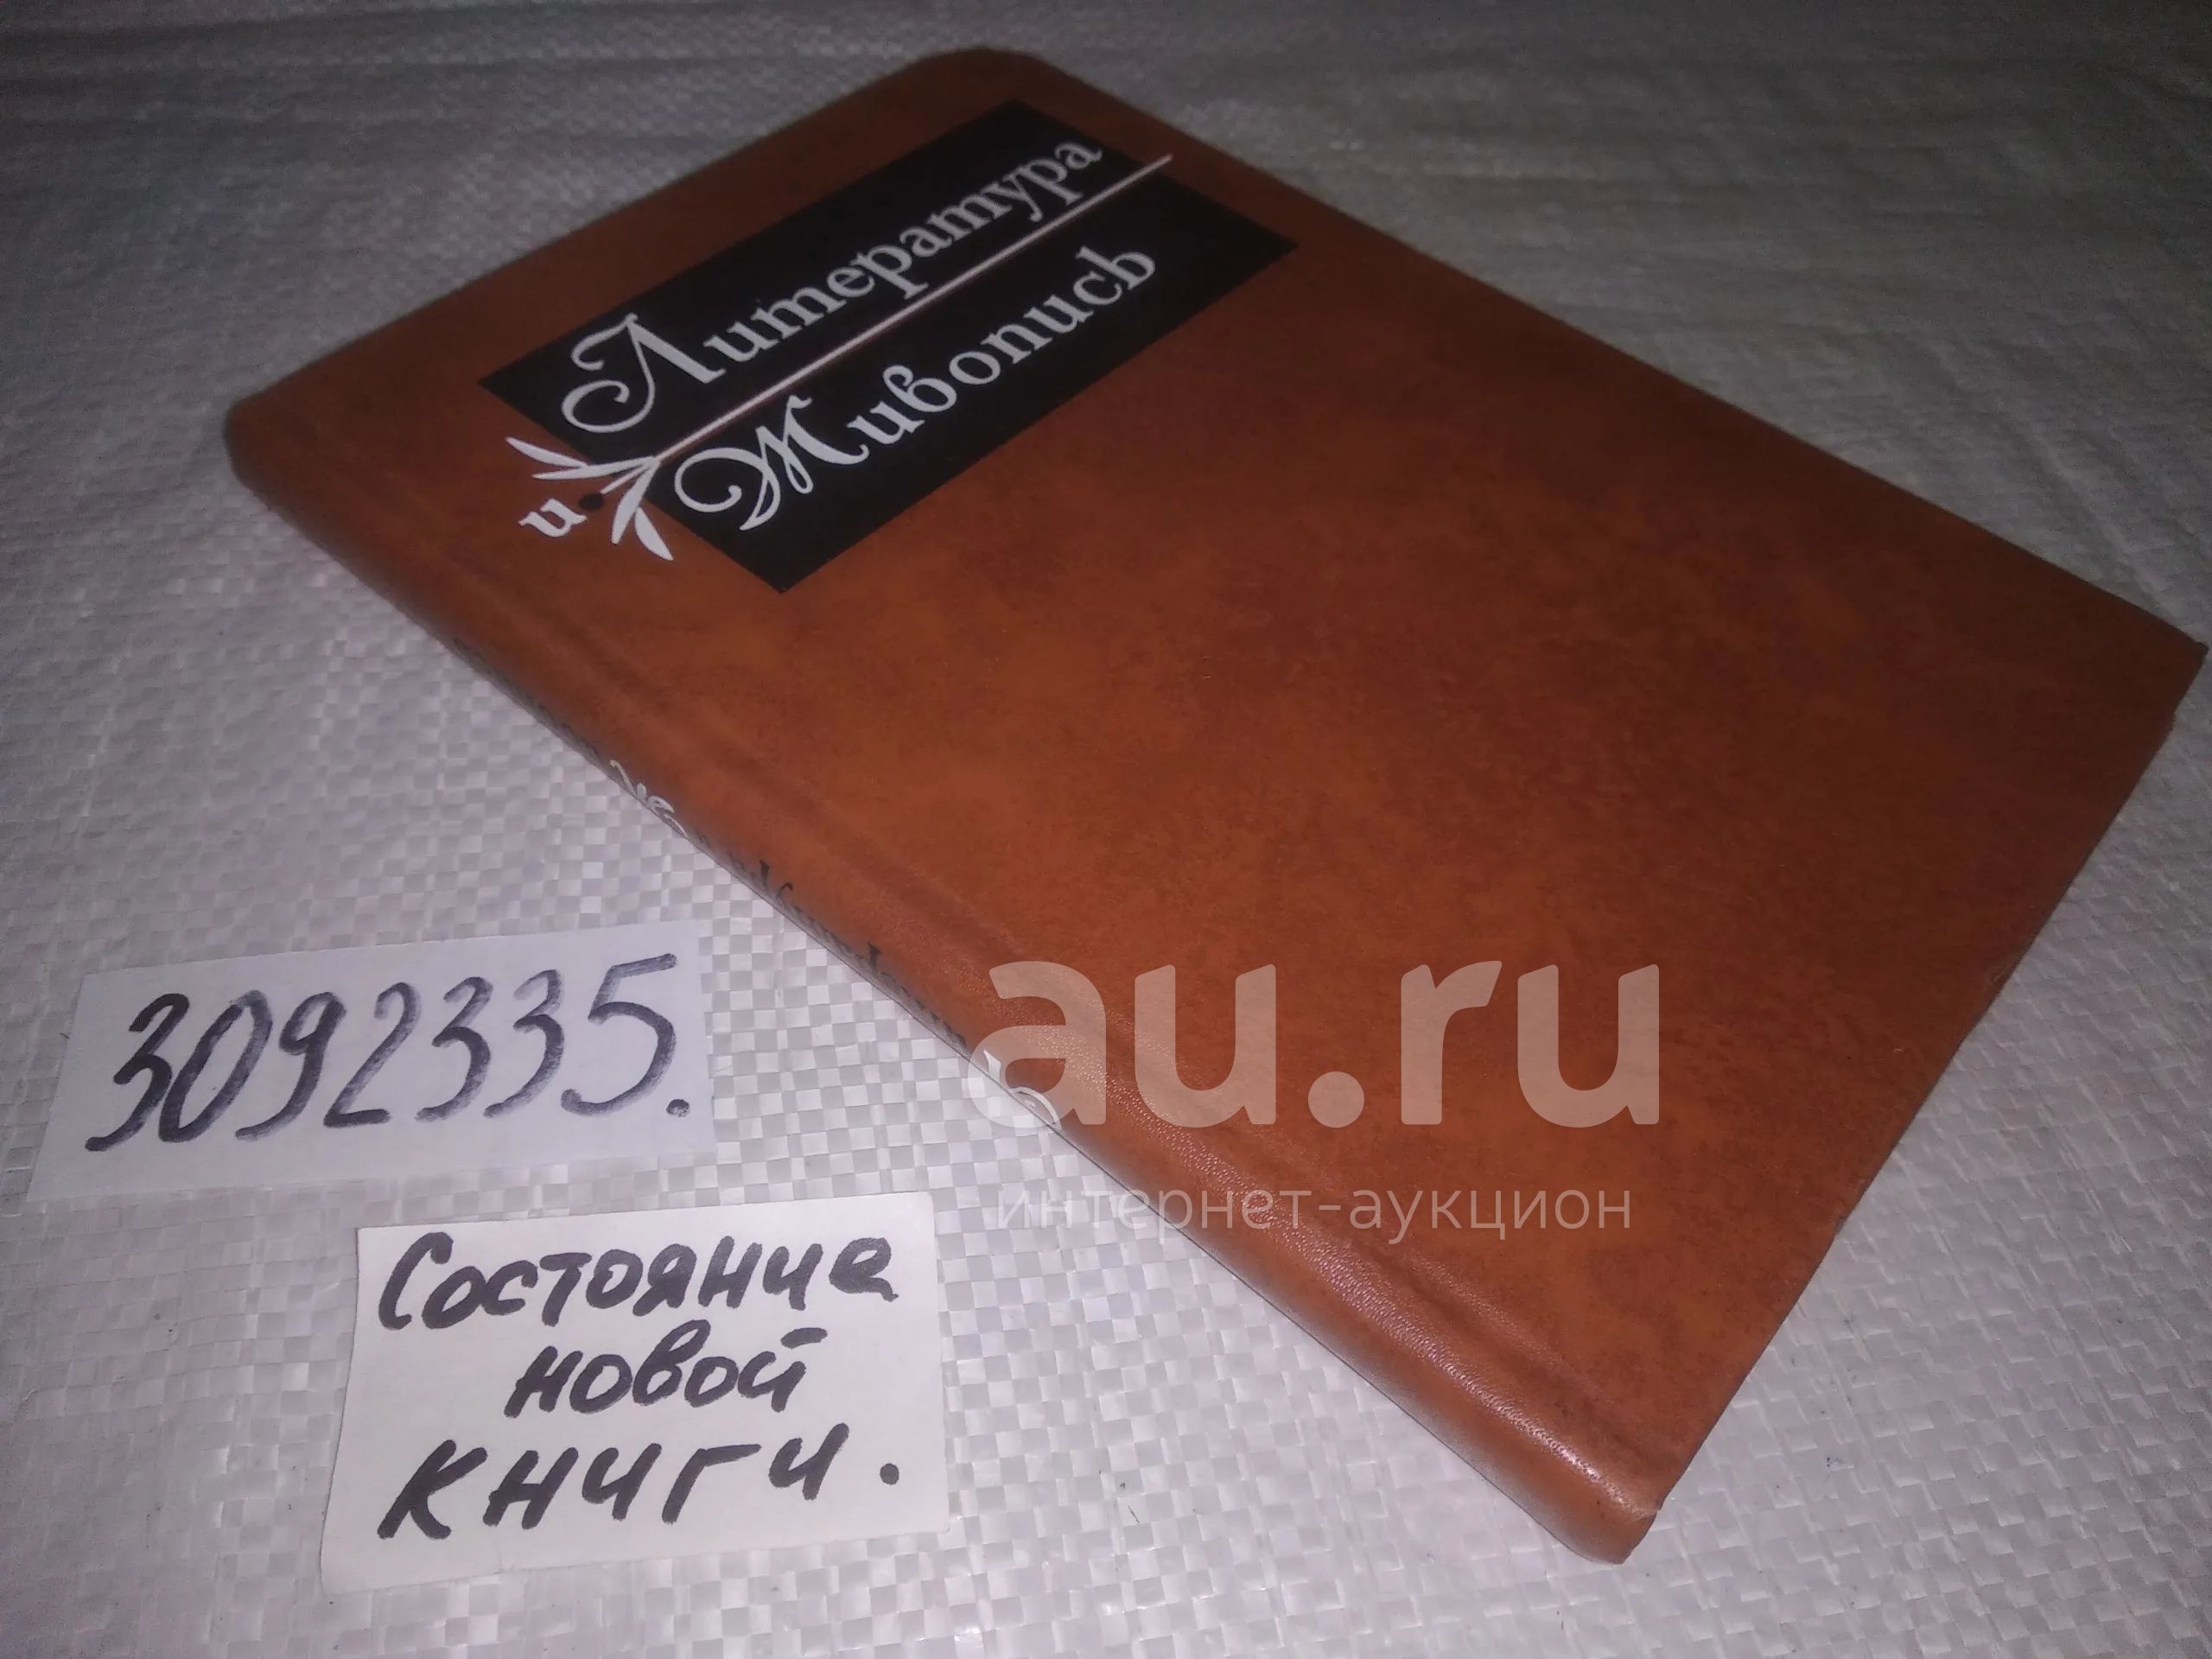 Литература
и
Живопись
3092335.
Состояние
новой
книги.
au.ru
интернет-аукцион